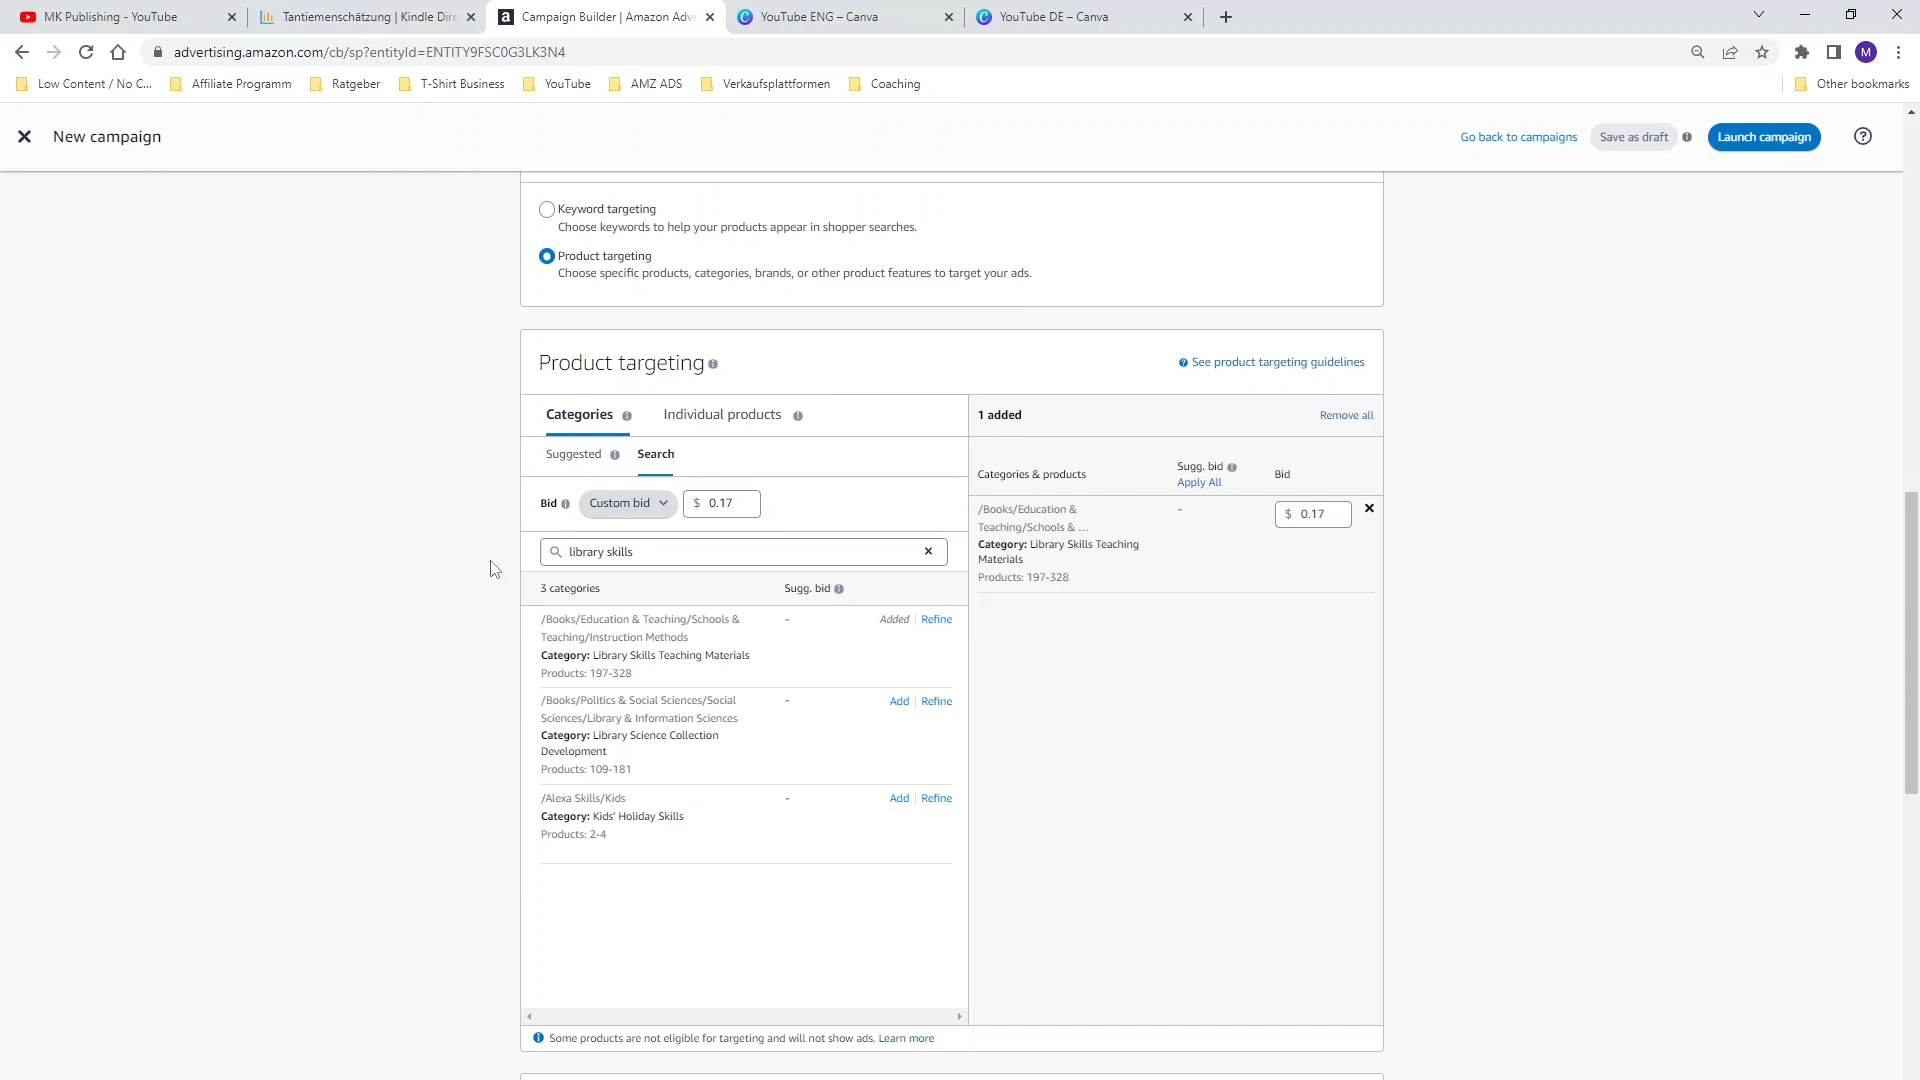 MK Publishing - YouTube
Tantiemenschätzung | Kindle Dire
Campaign Builder | Amazon Adve
YouTube ENG – Canva
YouTube DE – Canva
advertising.amazon.com/cb/sp?entityId=ENTITY9FSC0G3LK3N4
M
Low Content / No C...
Affiliate Programm
Ratgeber
T-Shirt Business
YouTube
AMZ ADS
Verkaufsplattformen
Coaching
Other bookmarks
New campaign
Go back to campaigns
Save as draft
Launch campaign
Keyword targeting
Choose keywords to help your products appear in shopper searches.
Product targeting
Choose specific products, categories, brands, or other product features to target your ads.
Product targeting
See product targeting guidelines
Categories
Individual products
1 added
Remove all
Suggested
Search
Categories & products
Sugg. bid
Apply All
Bid
Bid
Custom bid
$ 0.17
/Books/Education &
Teaching/Schools & ...
Category: Library Skills Teaching
Materials
Products: 197-328
-
$ 0.17
library skills
3 categories
Sugg. bid
/Books/Education & Teaching/Schools &
Teaching/Instruction Methods
Category: Library Skills Teaching Materials
Products: 197-328
-
Added
Refine
/Books/Politics & Social Sciences/Social
Sciences/Library & Information Sciences
Category: Library Science Collection
Development
Products: 109-181
-
Add
Refine
/Alexa Skills/Kids
Category: Kids' Holiday Skills
Products: 2-4
-
Add
Refine
Some products are not eligible for targeting and will not show ads. Learn more